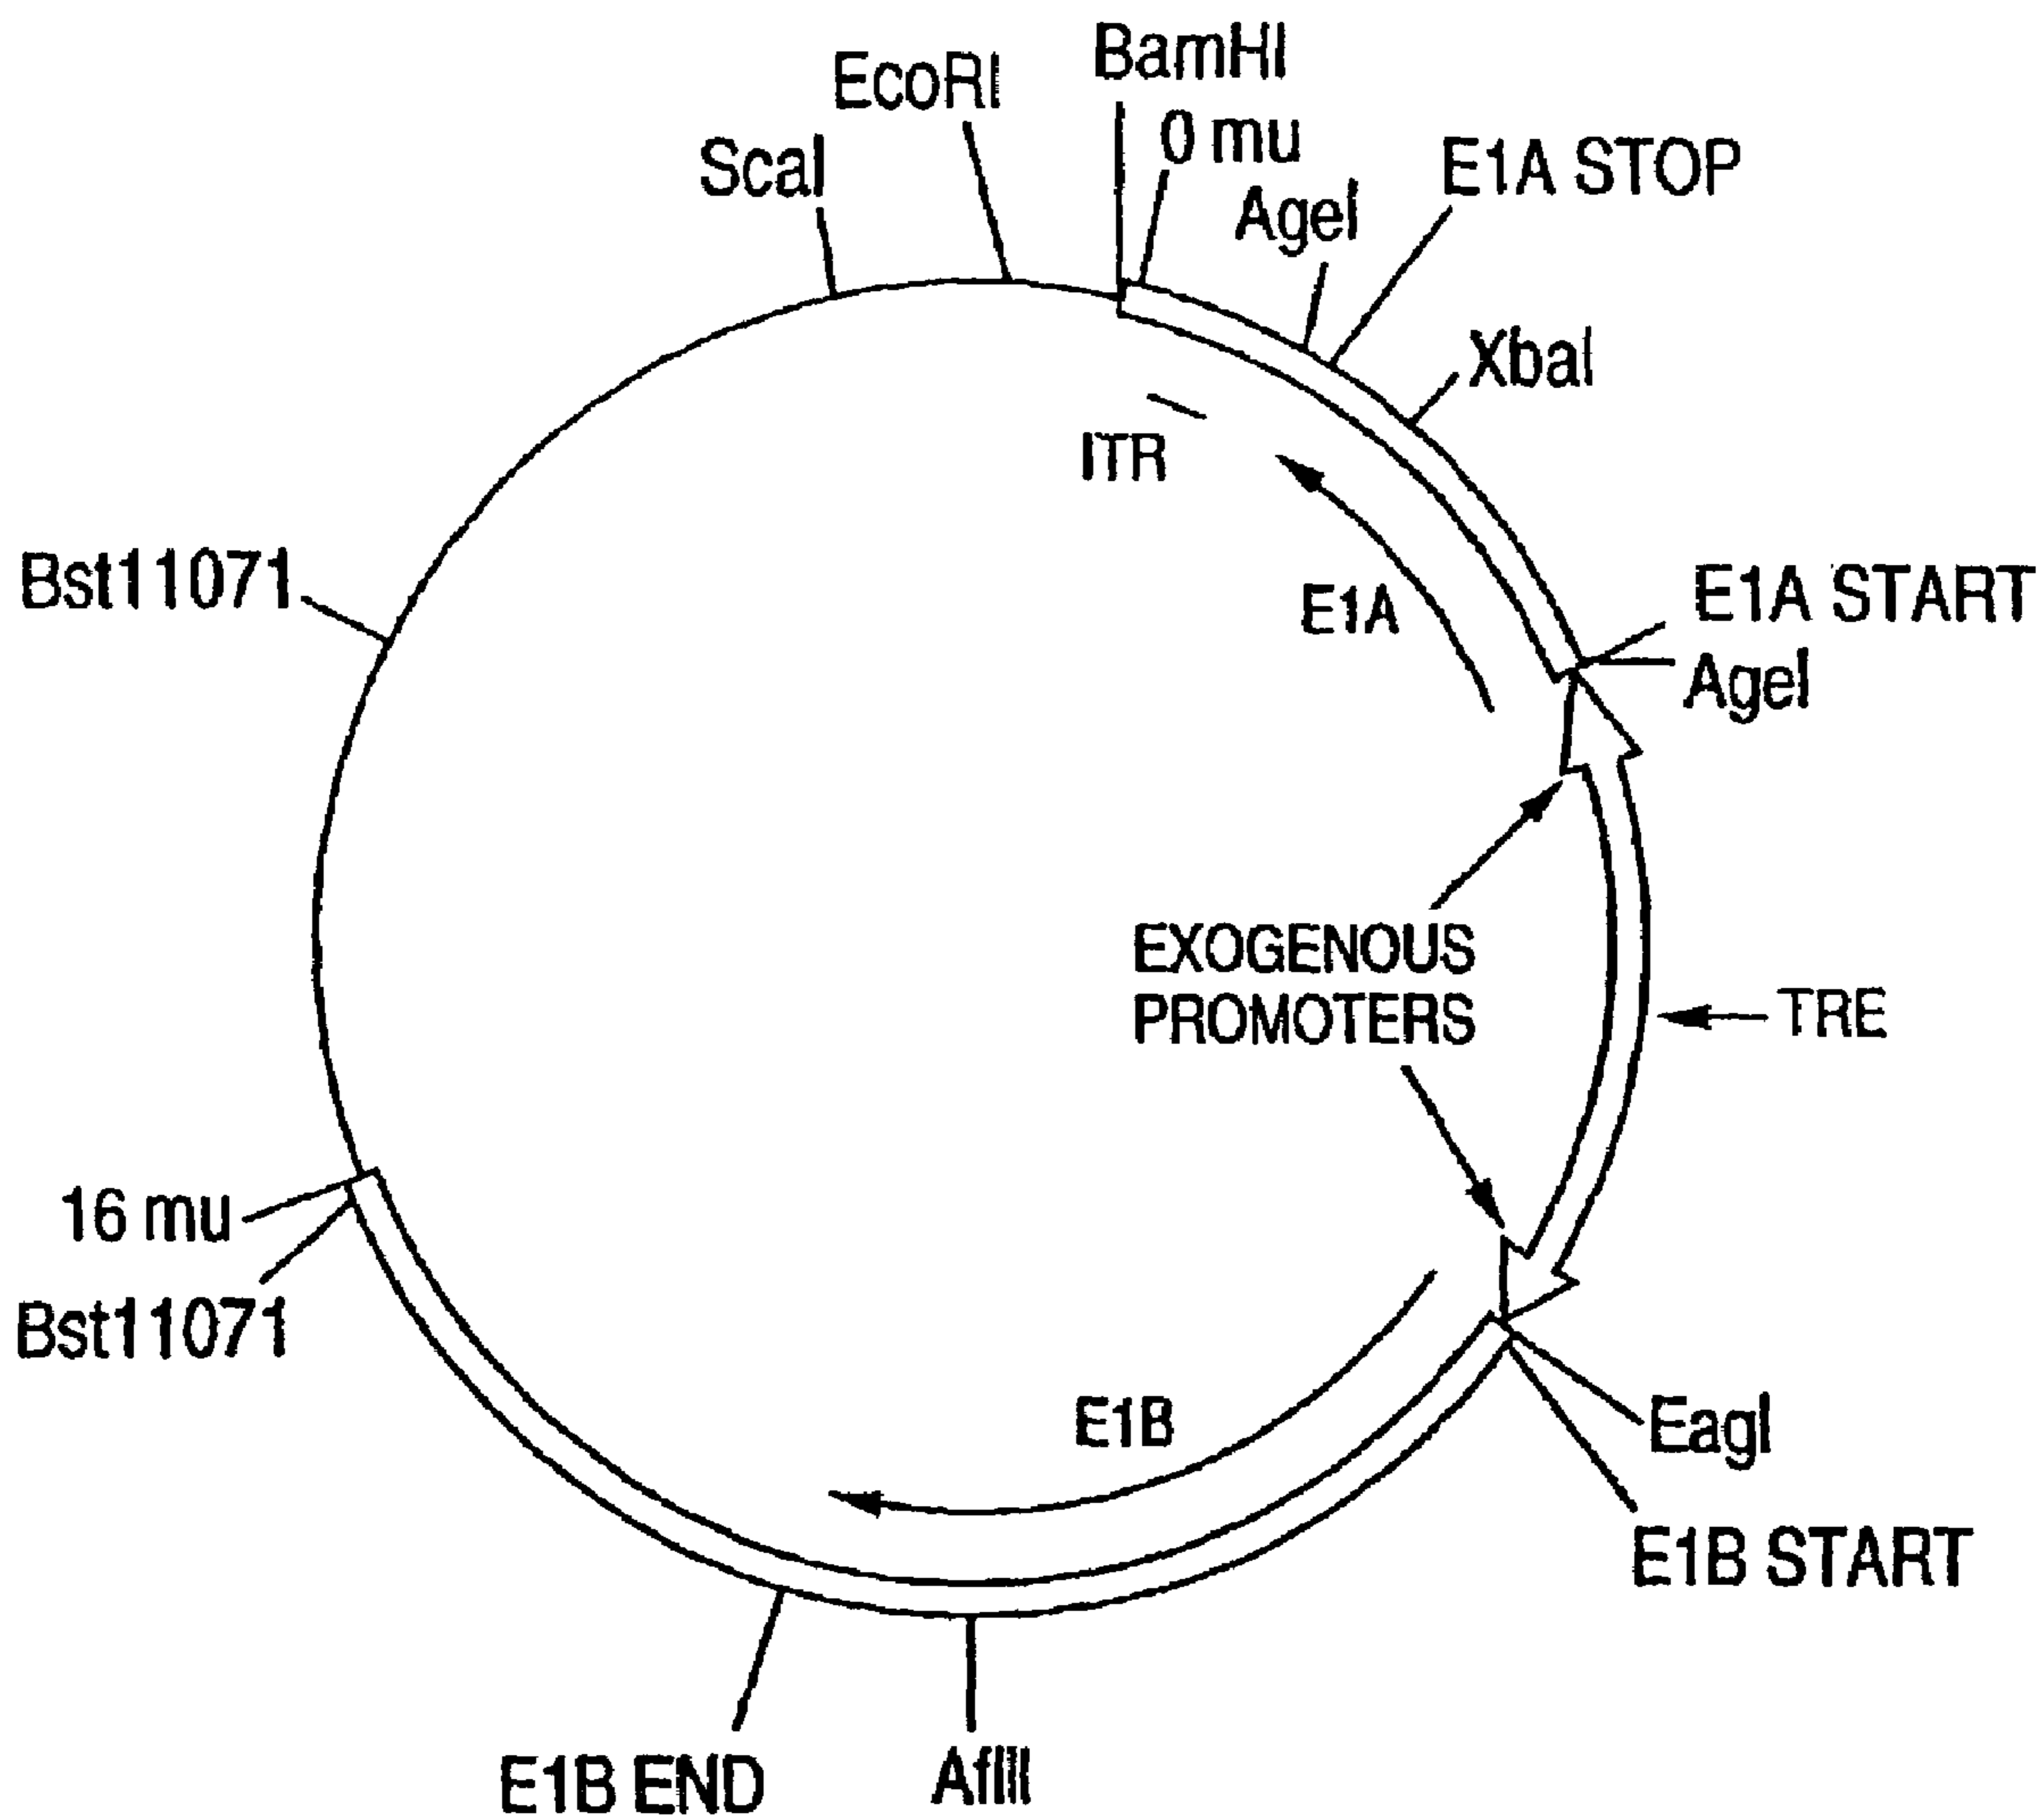 BamHI
EcoRI
0 mu
ScaI
E1A STOP
AgeI
XbaI
ITR
Bst11071
E1A
E1A START
AgeI
EXOGENOUS
PROMOTERS
TRE
16 mu
Bst11071
E1B
EagI
E1B START
E1B END
AflII